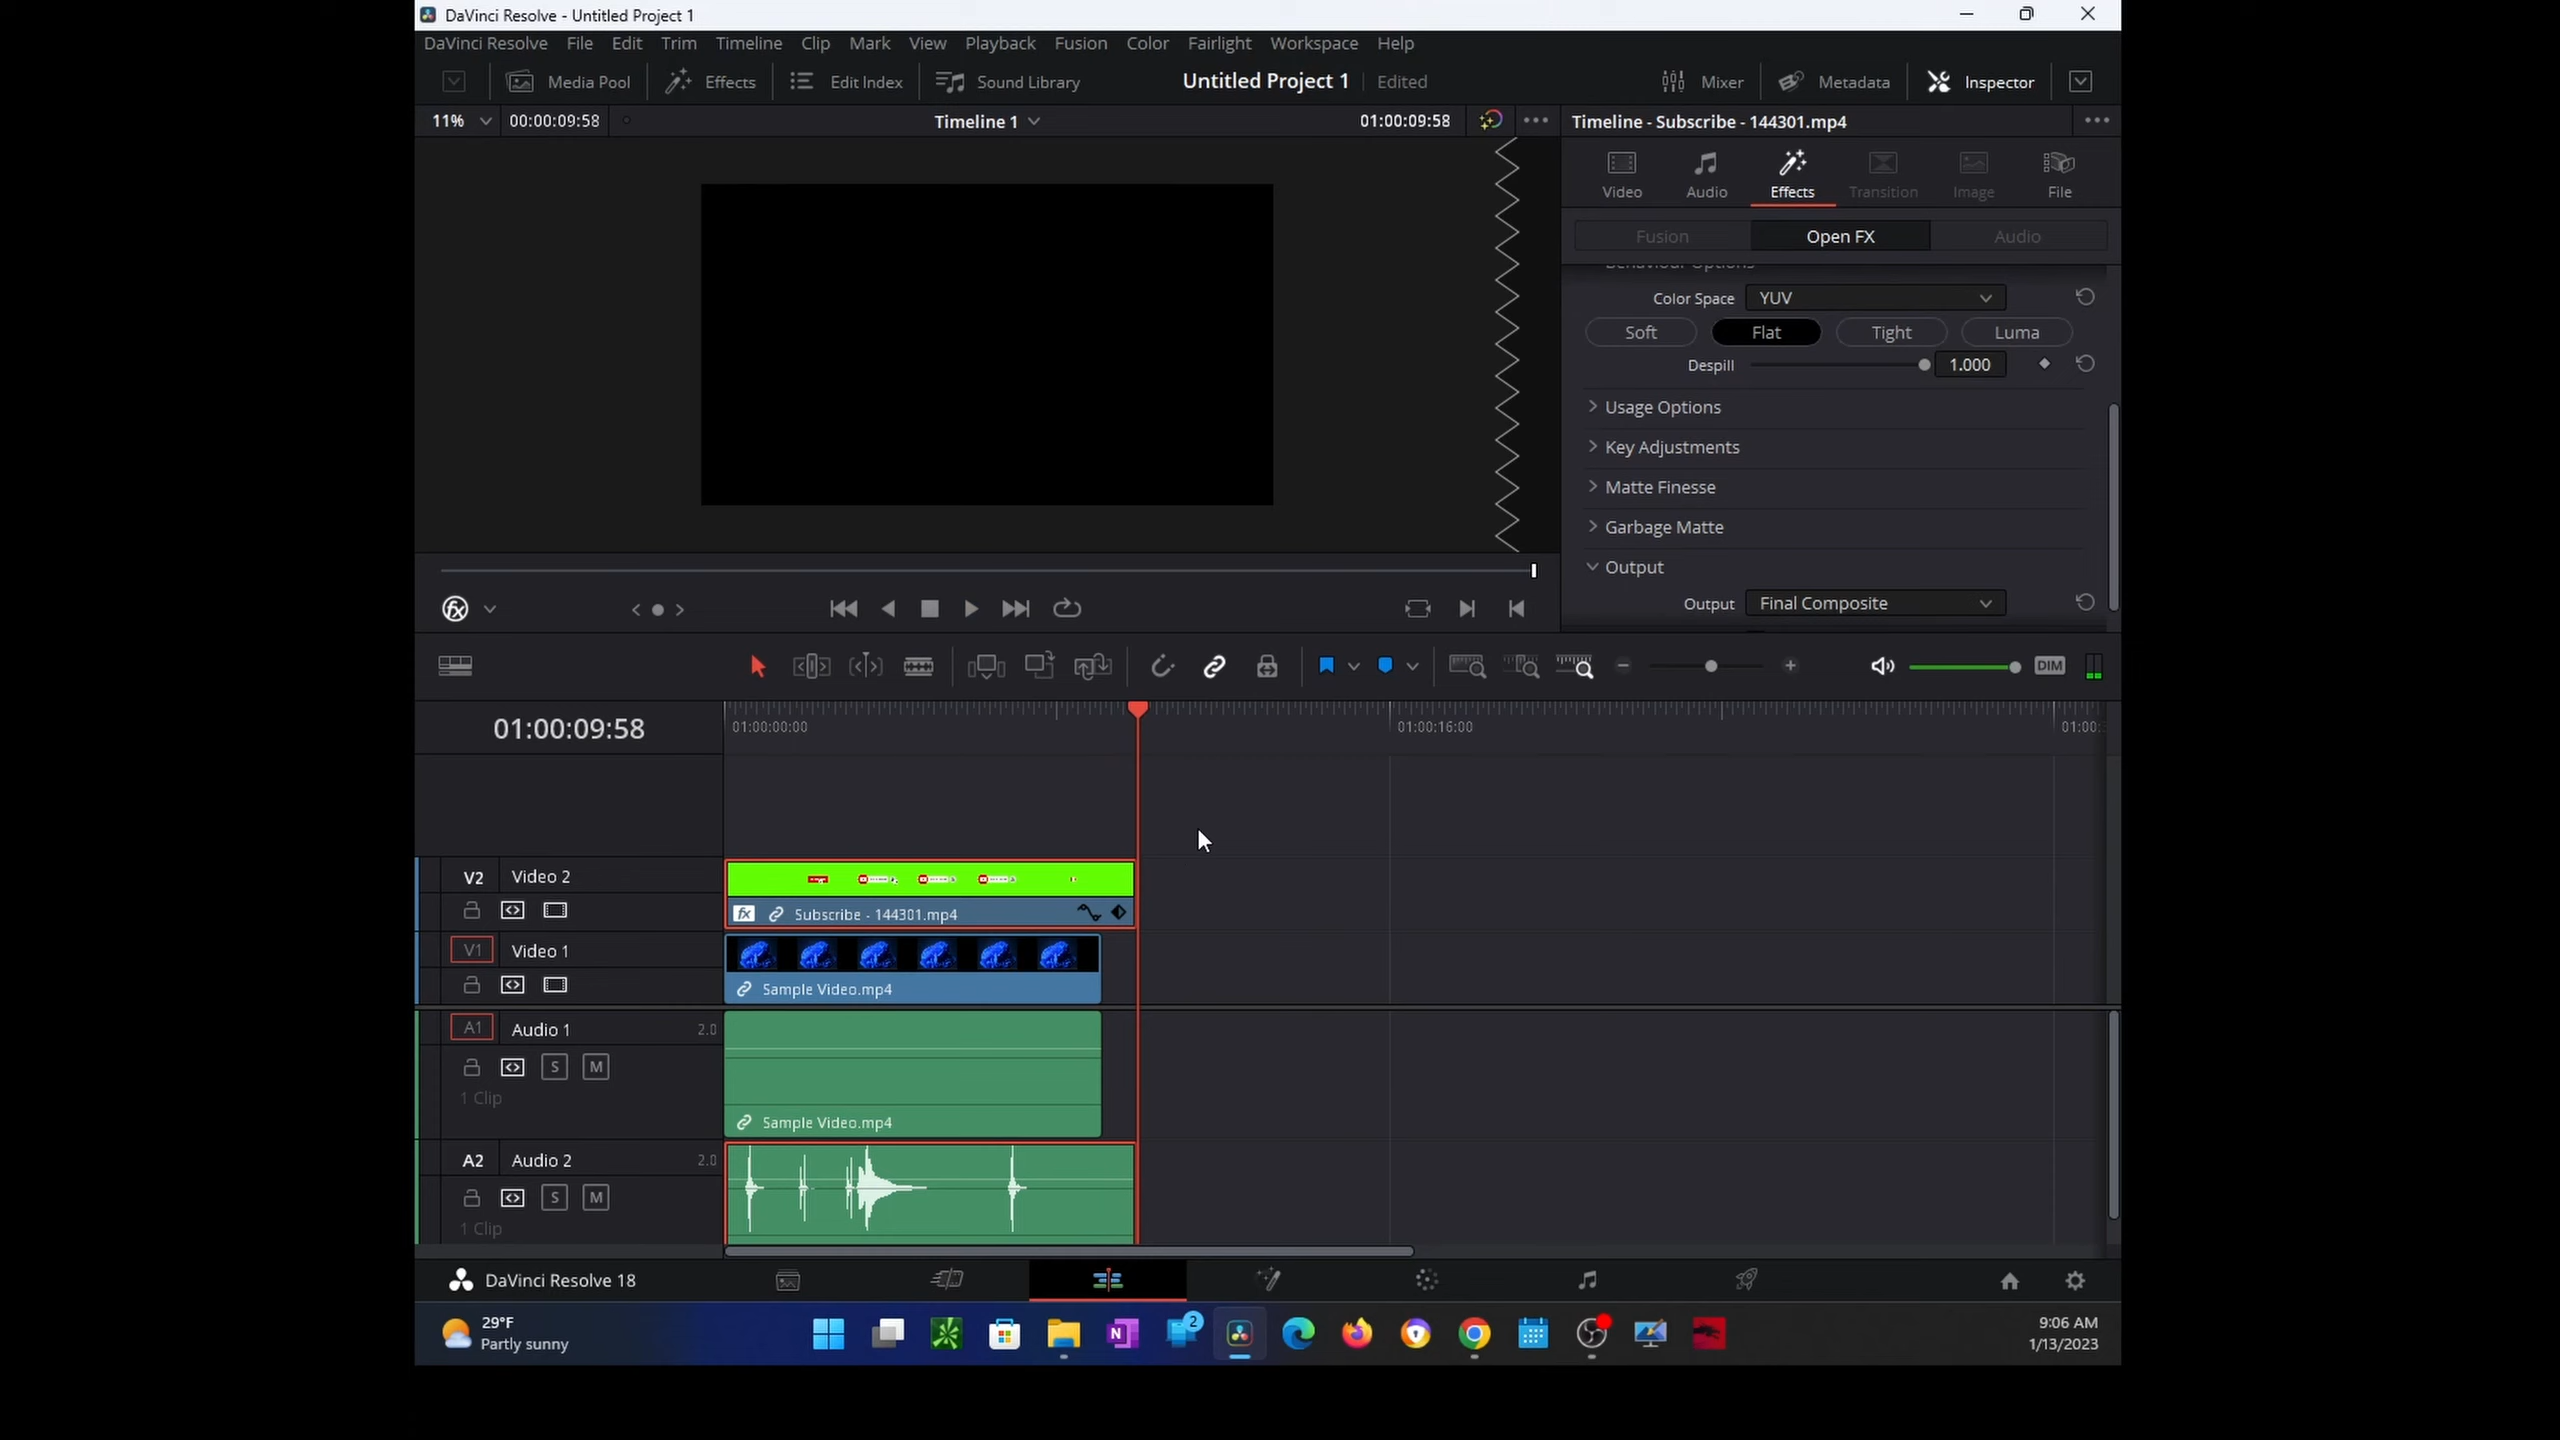 DaVinci Resolve - Untitled Project 1
DaVinci Resolve File Edit Trim Timeline Clip Mark View Playback Fusion Color Fairlight Workspace Help
Media Pool Effects Edit Index Sound Library Untitled Project 1 Edited Mixer Metadata Inspector
11% 00:00:09:58 Timeline 1 01:00:09:58 Timeline - Subscribe - 144301.mp4
Video Audio Effects Transition Image File
Fusion Open FX Audio
Behaviour Options
Color Space YUV
Soft Flat Tight Luma
Despill 1.000
Usage Options
Key Adjustments
Matte Finesse
Garbage Matte
Output
Output Final Composite
DIM
01:00:09:58
01:00:00:00 01:00:16:00 01:00:
V2 Video 2
fx Subscribe - 144301.mp4
V1 Video 1
Sample Video.mp4
A1 Audio 1 2.0
S M
1 Clip
Sample Video.mp4
A2 Audio 2 2.0
S M
1 Clip
DaVinci Resolve 18
29°F
Partly sunny
2
9:06 AM
1/13/2023